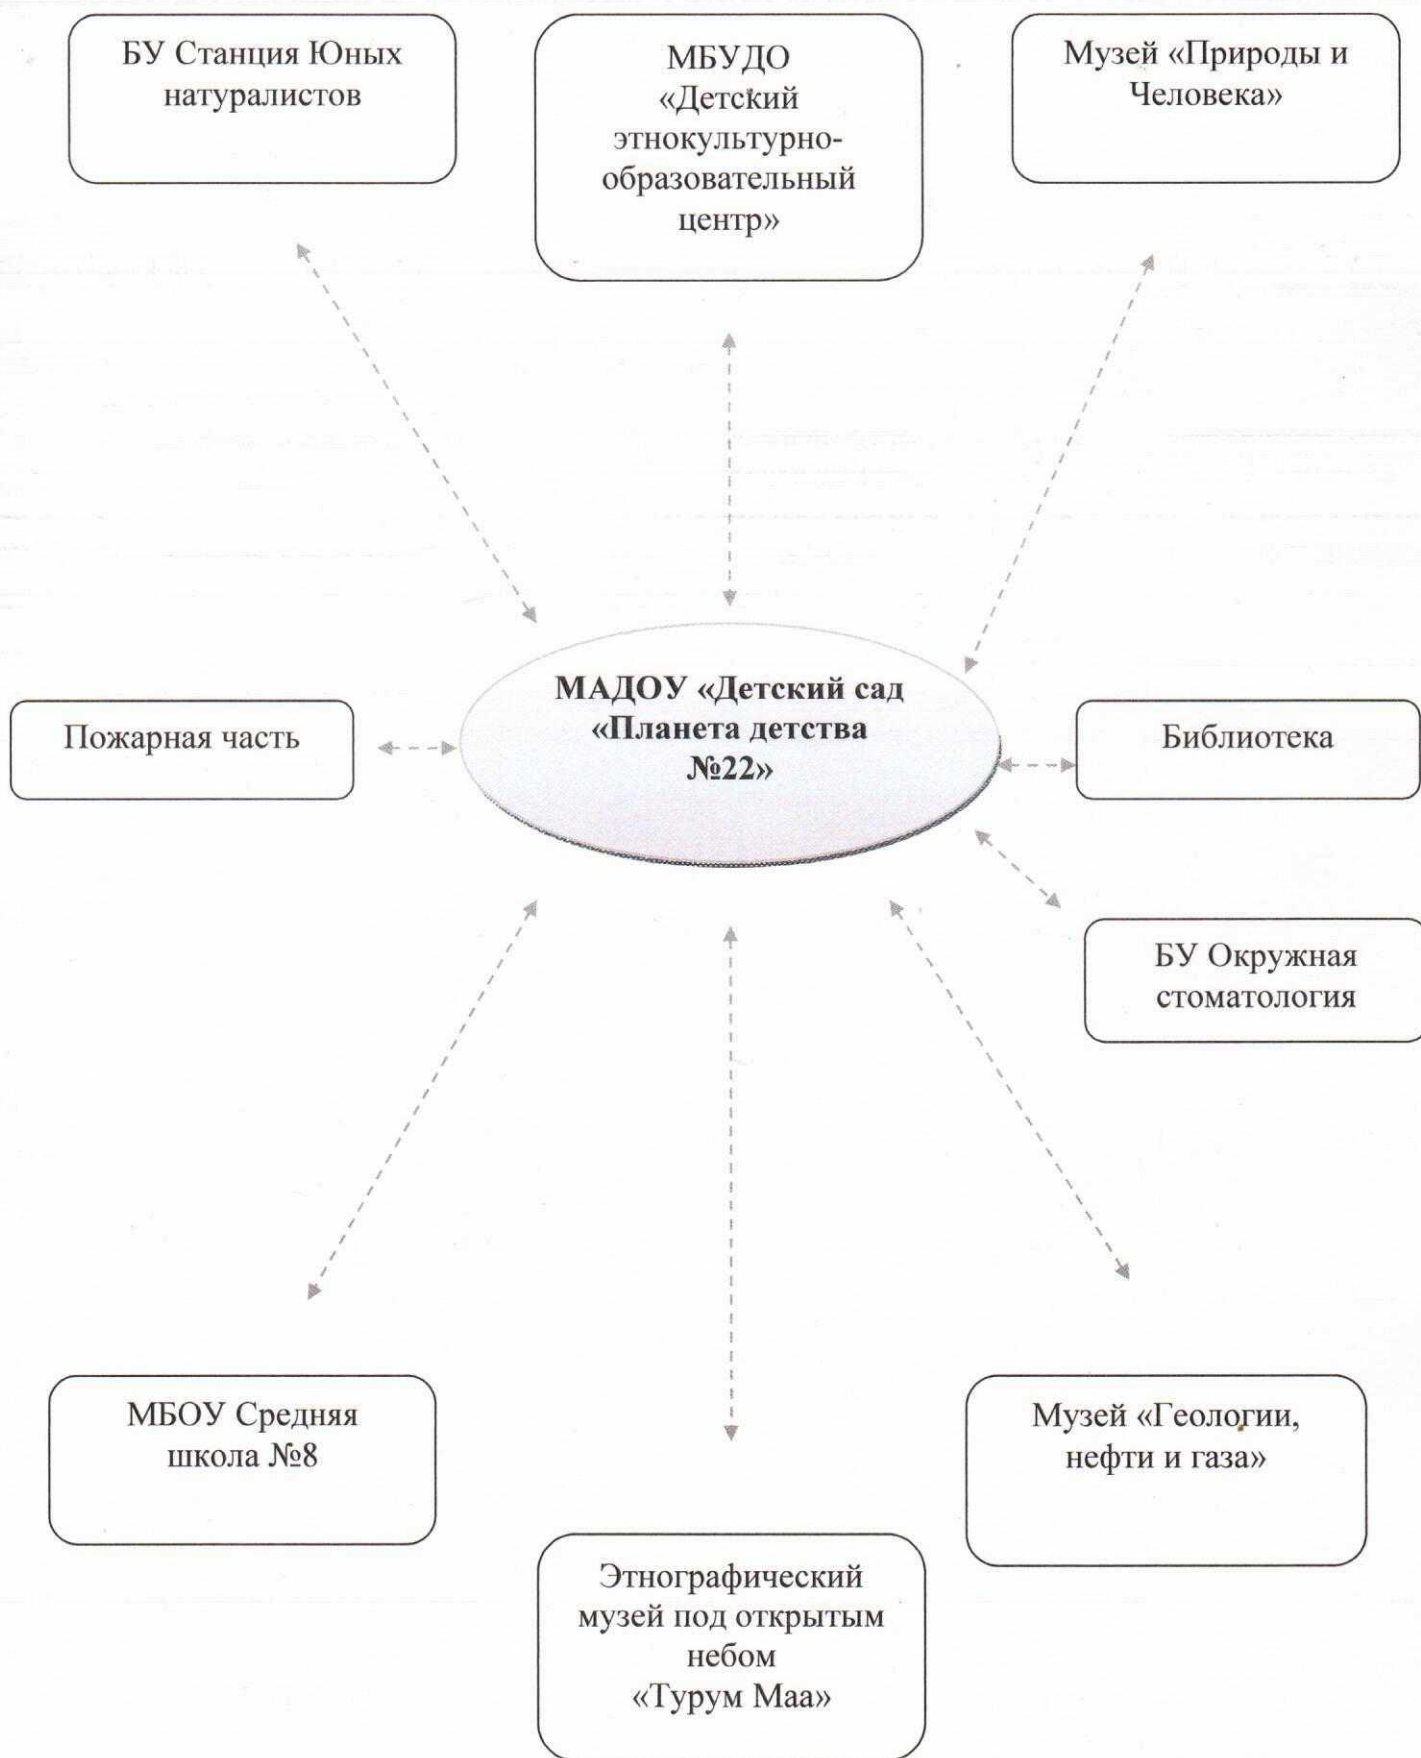 БУ Станция Юных
натуралистов
МБУДО
«Детский
этнокультурно-
образовательный
центр»
Музей «Природы и
Человека»
МАДОУ «Детский сад
«Планета детства
№22»
Пожарная часть
Библиотека
БУ Окружная
стоматология
МБОУ Средняя
школа №8
Музей «Геологии,
нефти и газа»
Этнографический
музей под открытым
небом
«Турум Маа»